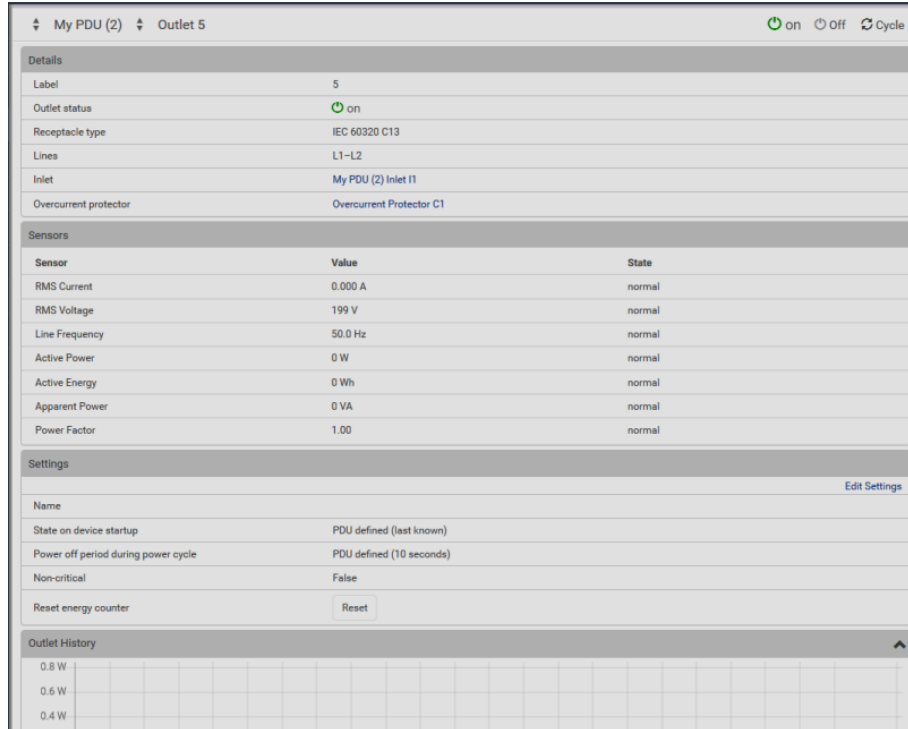 My PDU (2) Outlet 5 on Off Cycle
Details
Label 5
Outlet status on
Receptacle type IEC 60320 C13
Lines L1–L2
Inlet My PDU (2) Inlet I1
Overcurrent protector Overcurrent Protector C1
Sensors
Sensor Value State
RMS Current 0.000 A normal
RMS Voltage 199 V normal
Line Frequency 50.0 Hz normal
Active Power 0 W normal
Active Energy 0 Wh normal
Apparent Power 0 VA normal
Power Factor 1.00 normal
Settings
Edit Settings
Name
State on device startup PDU defined (last known)
Power off period during power cycle PDU defined (10 seconds)
Non-critical False
Reset energy counter Reset
Outlet History
0.8 W
0.6 W
0.4 W